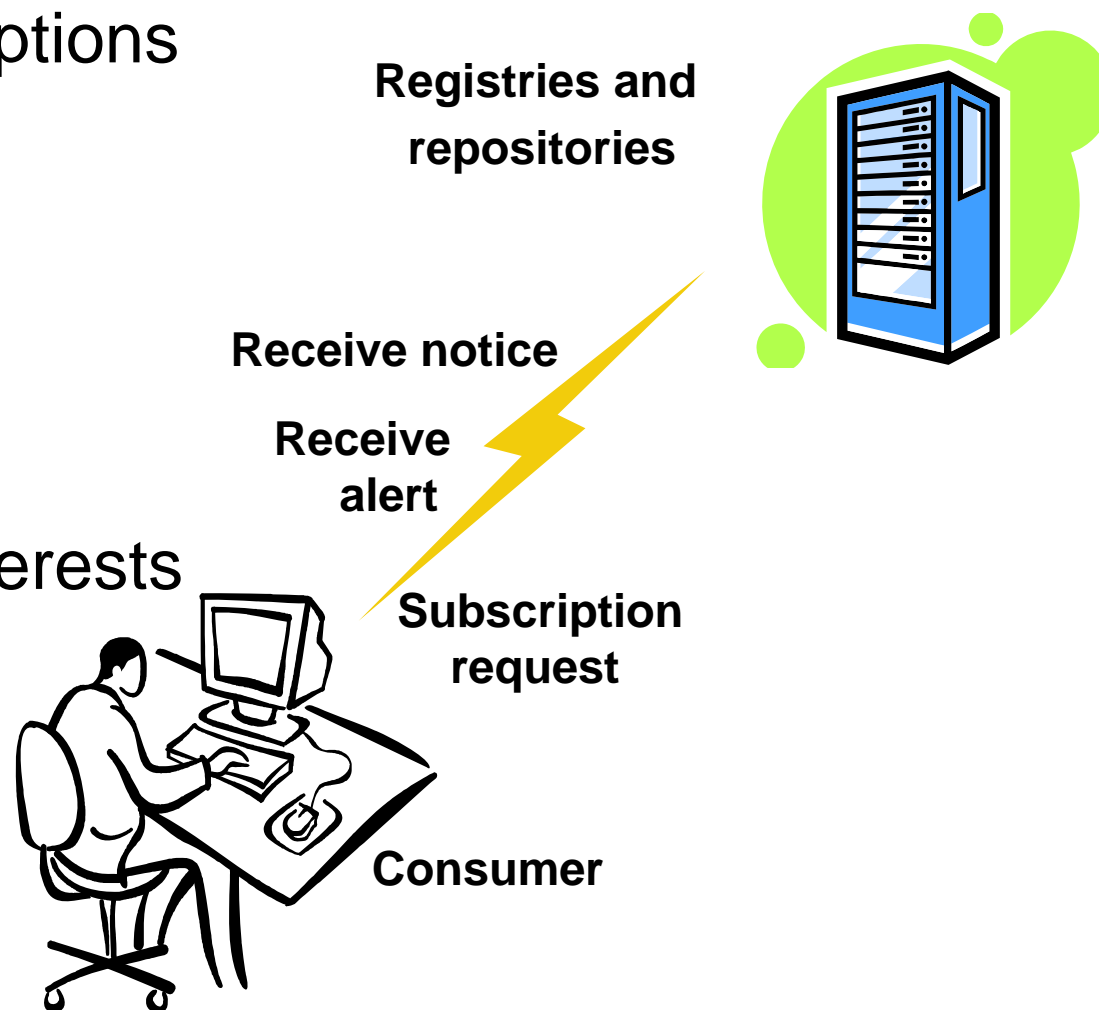 ptions
Registries and
repositories
Receive notice
Receive
alert
erests
Subscription
request
Consumer